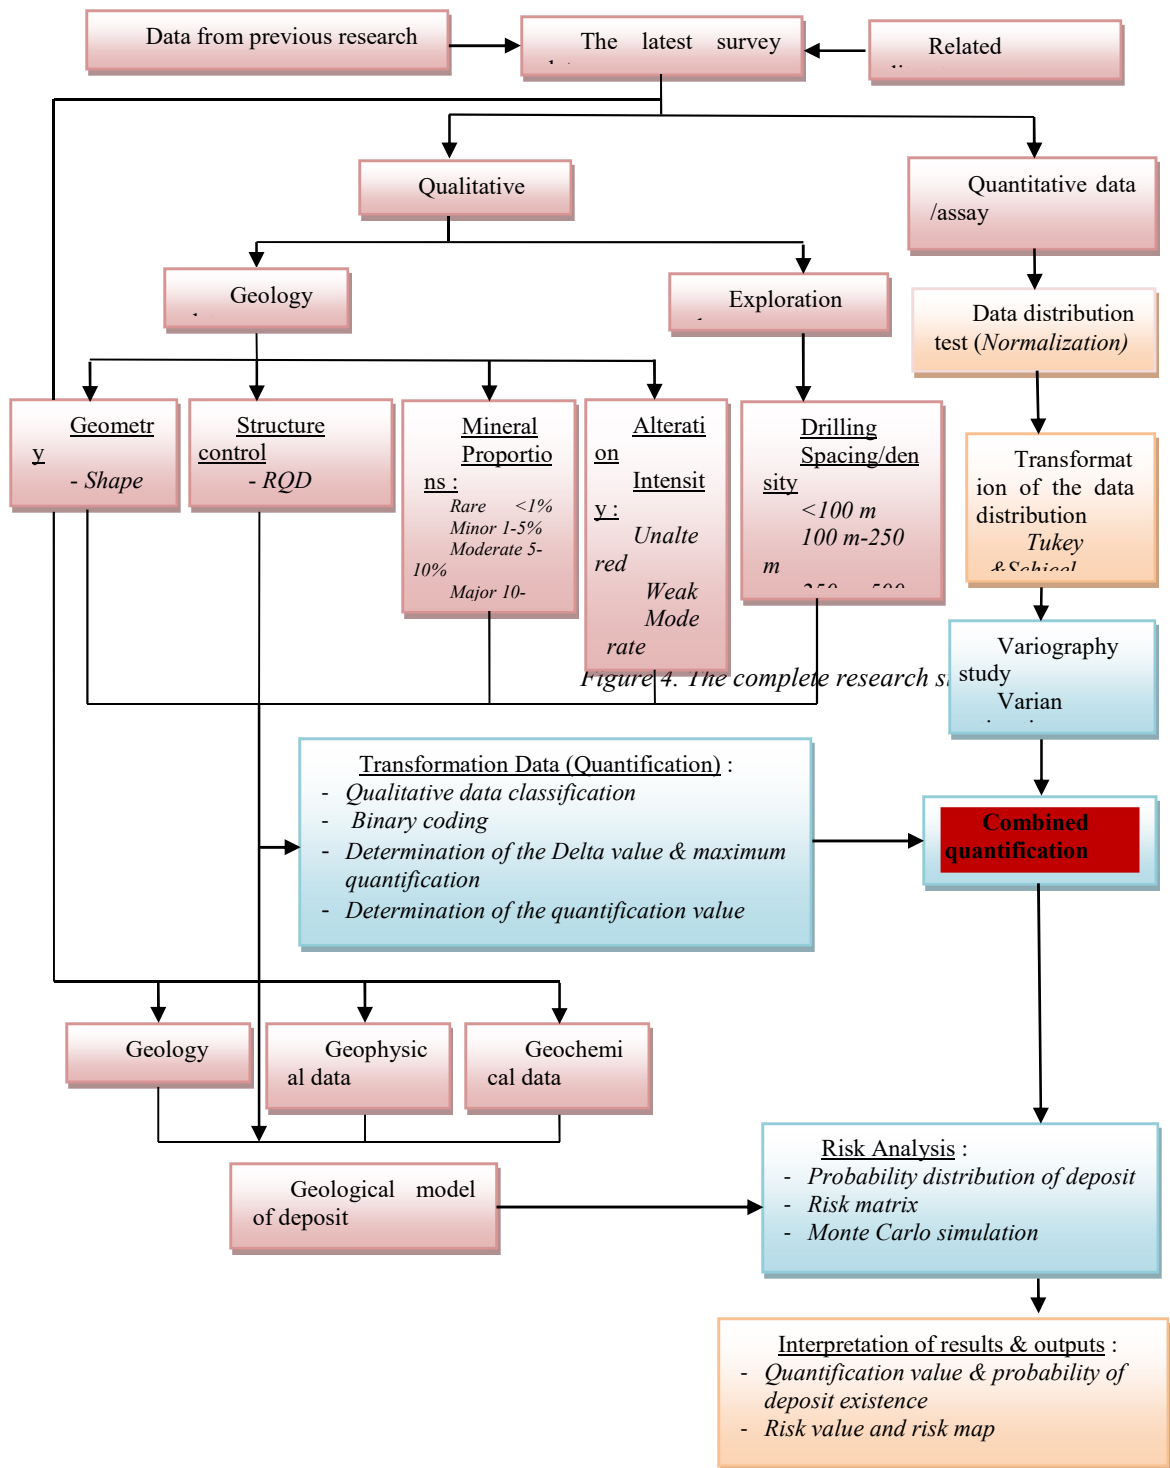 Data from previous research
The latest survey
Related
Qualitative
Quantitative data
/assay
Geology
Exploration
Data distribution
test (Normalization)
Geometr
y
- Shape
Structure
control
- RQD
Mineral
Proportio
ns :
Rare <1%
Minor 1-5%
Moderate 5-
10%
Major 10-
Alterati
on
Intensit
y :
Unalte
red
Weak
Mode
rate
Drilling
Spacing/den
sity
<100 m
100 m-250
m
250 500
Transformat
ion of the data
distribution
Tukey
&Schical
Variography
study
Varian
Figure 4. The complete research
Transformation Data (Quantification) :
- Qualitative data classification
- Binary coding
- Determination of the Delta value & maximum
quantification
- Determination of the quantification value
Combined
quantification
Geology
Geophysic
al data
Geochemi
cal data
Geological model
of deposit
Risk Analysis :
- Probability distribution of deposit
- Risk matrix
- Monte Carlo simulation
Interpretation of results & outputs :
- Quantification value & probability of
deposit existence
- Risk value and risk map